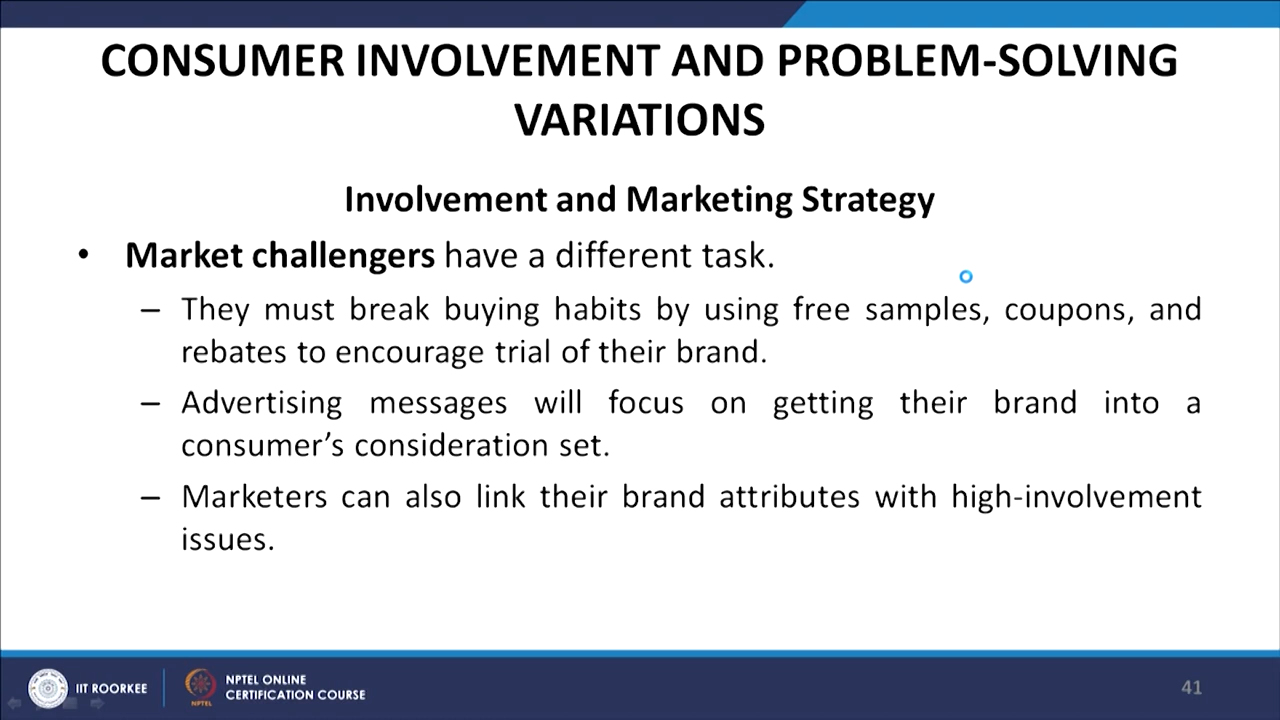 CONSUMER INVOLVEMENT AND PROBLEM-SOLVING
VARIATIONS
Involvement and Marketing Strategy
• Market challengers have a different task.
– They must break buying habits by using free samples, coupons, and
rebates to encourage trial of their brand.
– Advertising messages will focus on getting their brand into a
consumer's consideration set.
– Marketers can also link their brand attributes with high-involvement
issues.
IIT ROORKEE
NPTEL
NPTEL ONLINE
CERTIFICATION COURSE
41